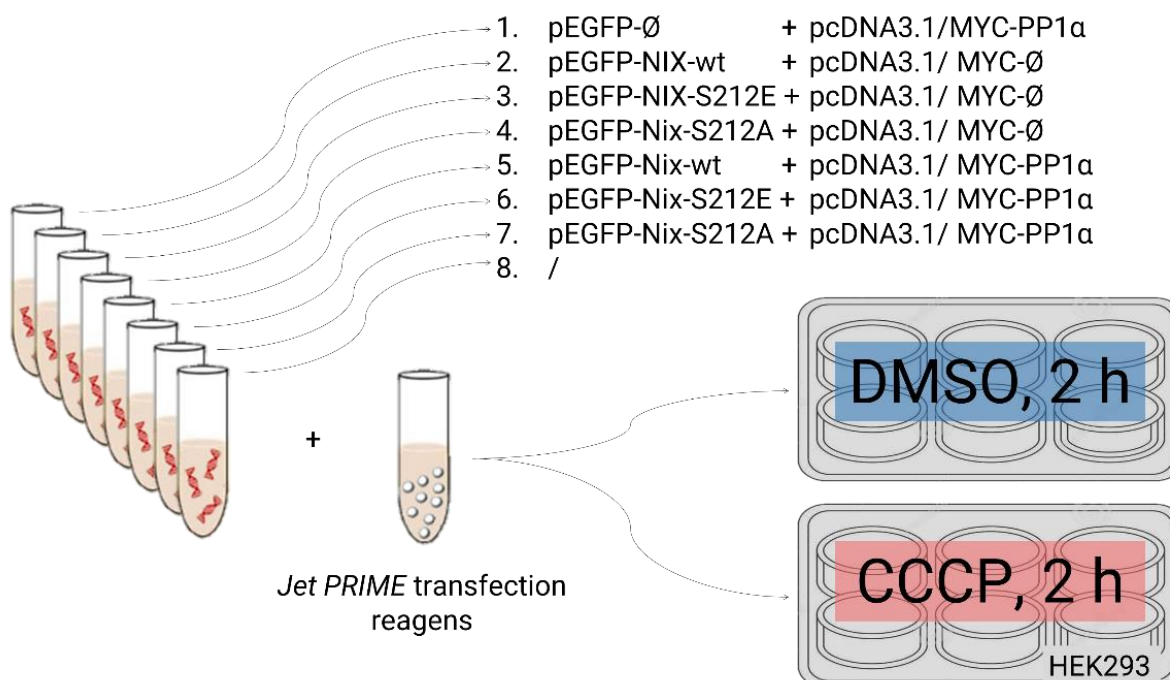 1. pEGFP-Ø + pcDNA3.1/MYC-PP1α
2. pEGFP-NIX-wt + pcDNA3.1/ MYC-Ø
3. pEGFP-NIX-S212E + pcDNA3.1/ MYC-Ø
4. pEGFP-Nix-S212A + pcDNA3.1/ MYC-Ø
5. pEGFP-Nix-wt + pcDNA3.1/ MYC-PP1α
6. pEGFP-Nix-S212E + pcDNA3.1/ MYC-PP1α
7. pEGFP-Nix-S212A + pcDNA3.1/ MYC-PP1α
8. /
DMSO, 2 h
+
Jet PRIME transfection
reagens
CCCP, 2 h
HEK293